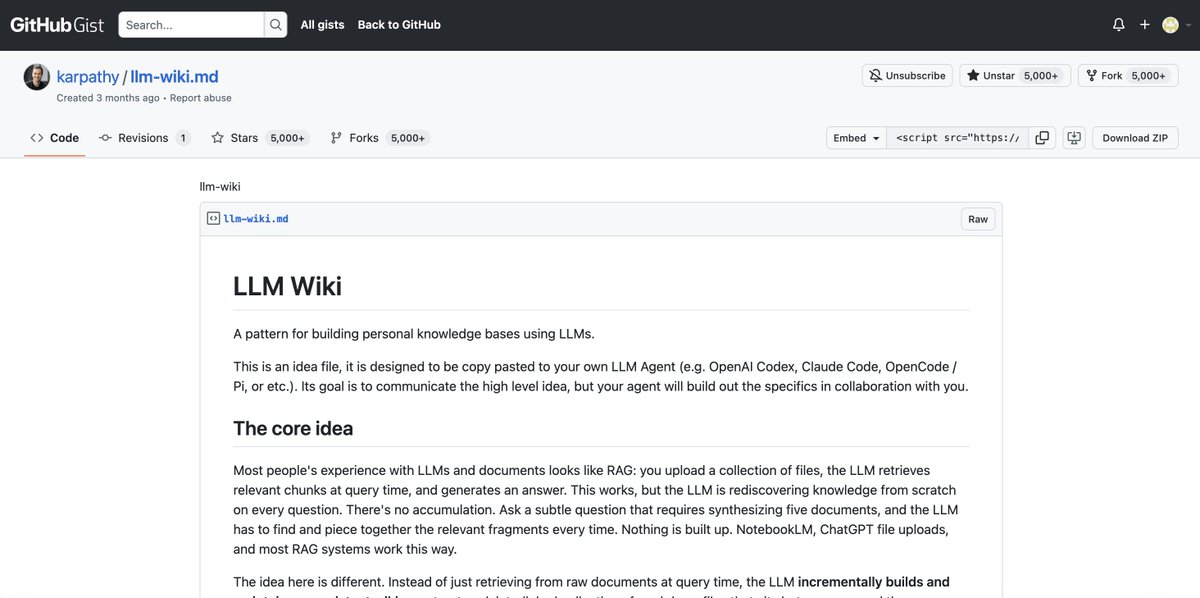 GitHub Gist
Search...
All gists
Back to GitHub
karpathy / llm-wiki.md
Unsubscribe
Unstar 5,000+
Fork 5,000+
Created 3 months ago • Report abuse
Code
Revisions 1
Stars 5,000+
Forks 5,000+
Embed
<script src="https:/
Download ZIP
llm-wiki
llm-wiki.md
Raw
LLM Wiki
A pattern for building personal knowledge bases using LLMs.
This is an idea file, it is designed to be copy pasted to your own LLM Agent (e.g. OpenAI Codex, Claude Code, OpenCode /
Pi, or etc.). Its goal is to communicate the high level idea, but your agent will build out the specifics in collaboration with you.
The core idea
Most people's experience with LLMs and documents looks like RAG: you upload a collection of files, the LLM retrieves
relevant chunks at query time, and generates an answer. This works, but the LLM is rediscovering knowledge from scratch
on every question. There's no accumulation. Ask a subtle question that requires synthesizing five documents, and the LLM
has to find and piece together the relevant fragments every time. Nothing is built up. NotebookLM, ChatGPT file uploads,
and most RAG systems work this way.
The idea here is different. Instead of just retrieving from raw documents at query time, the LLM incrementally builds and